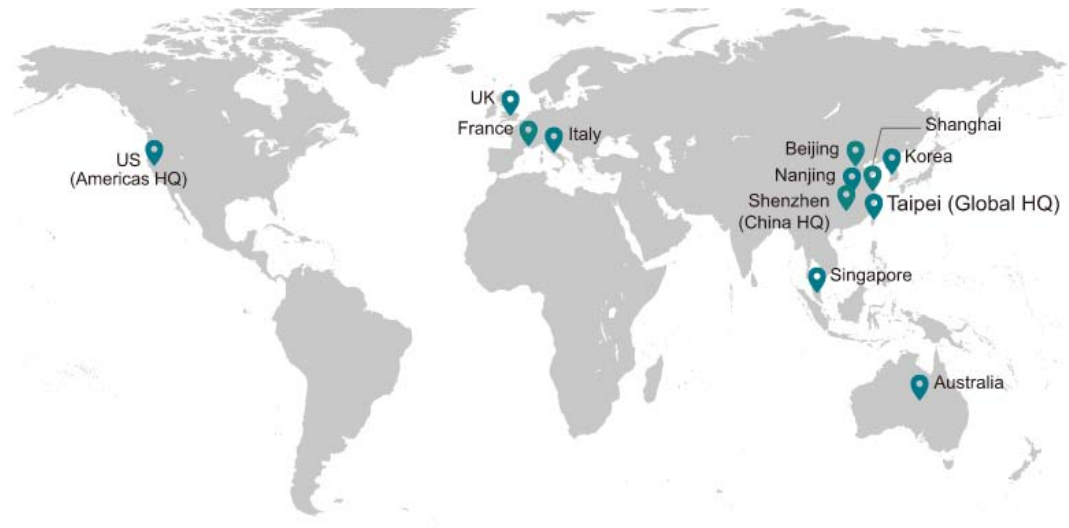 UK
France
Italy
US
(Americas HQ)
Shanghai
Beijing
Korea
Nanjing
Shenzhen
(China HQ)
Taipei (Global HQ)
Singapore
Australia